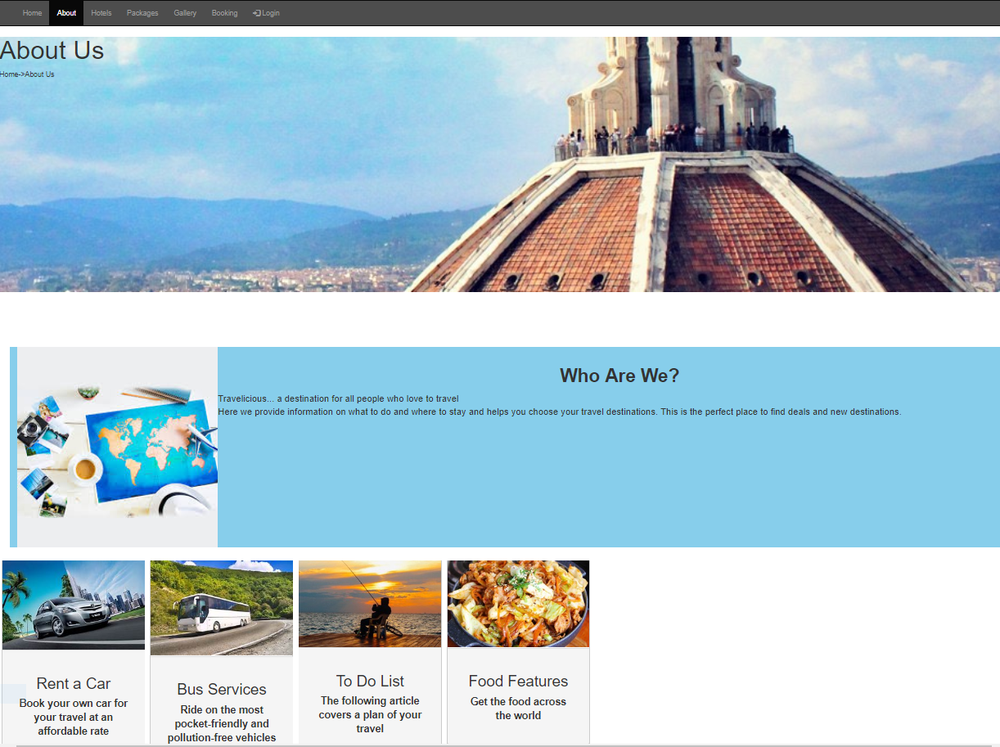 Home About Hotels Packages Gallery Booking Login
About Us
Home->About Us
Who Are We?
Travelicious... a destination for all people who love to travel
Here we provide information on what to do and where to stay and helps you choose your travel destinations. This is the perfect place to find deals and new destinations.
Rent a Car
Book your own car for
your travel at an
affordable rate
Bus Services
Ride on the most
pocket-friendly and
pollution-free vehicles
To Do List
The following article
covers a plan of your
travel
Food Features
Get the food across
the world